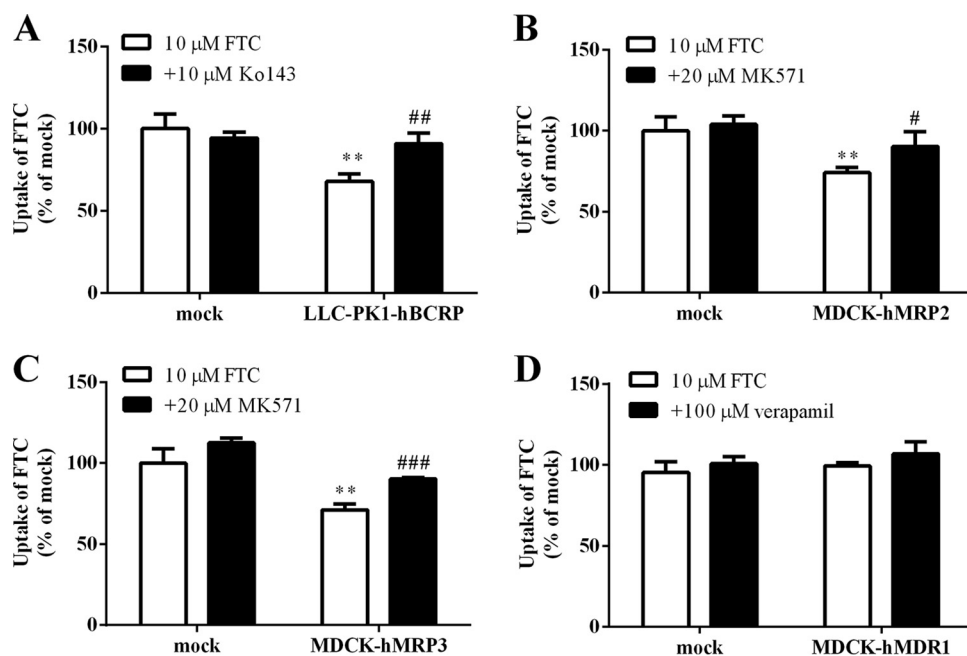 A
10 μM FTC
+10 μM Ko143
Uptake of FTC
(% of mock)
150
100
50
0
**
##
mock
LLC-PK1-hBCRP
B
10 μM FTC
+20 μM MK571
Uptake of FTC
(% of mock)
150
100
50
0
**
#
mock
MDCK-hMRP2
C
10 μM FTC
+20 μM MK571
Uptake of FTC
(% of mock)
150
100
50
0
**
###
mock
MDCK-hMRP3
D
10 μM FTC
+100 μM verapamil
Uptake of FTC
(% of mock)
150
100
50
0
mock
MDCK-hMDR1